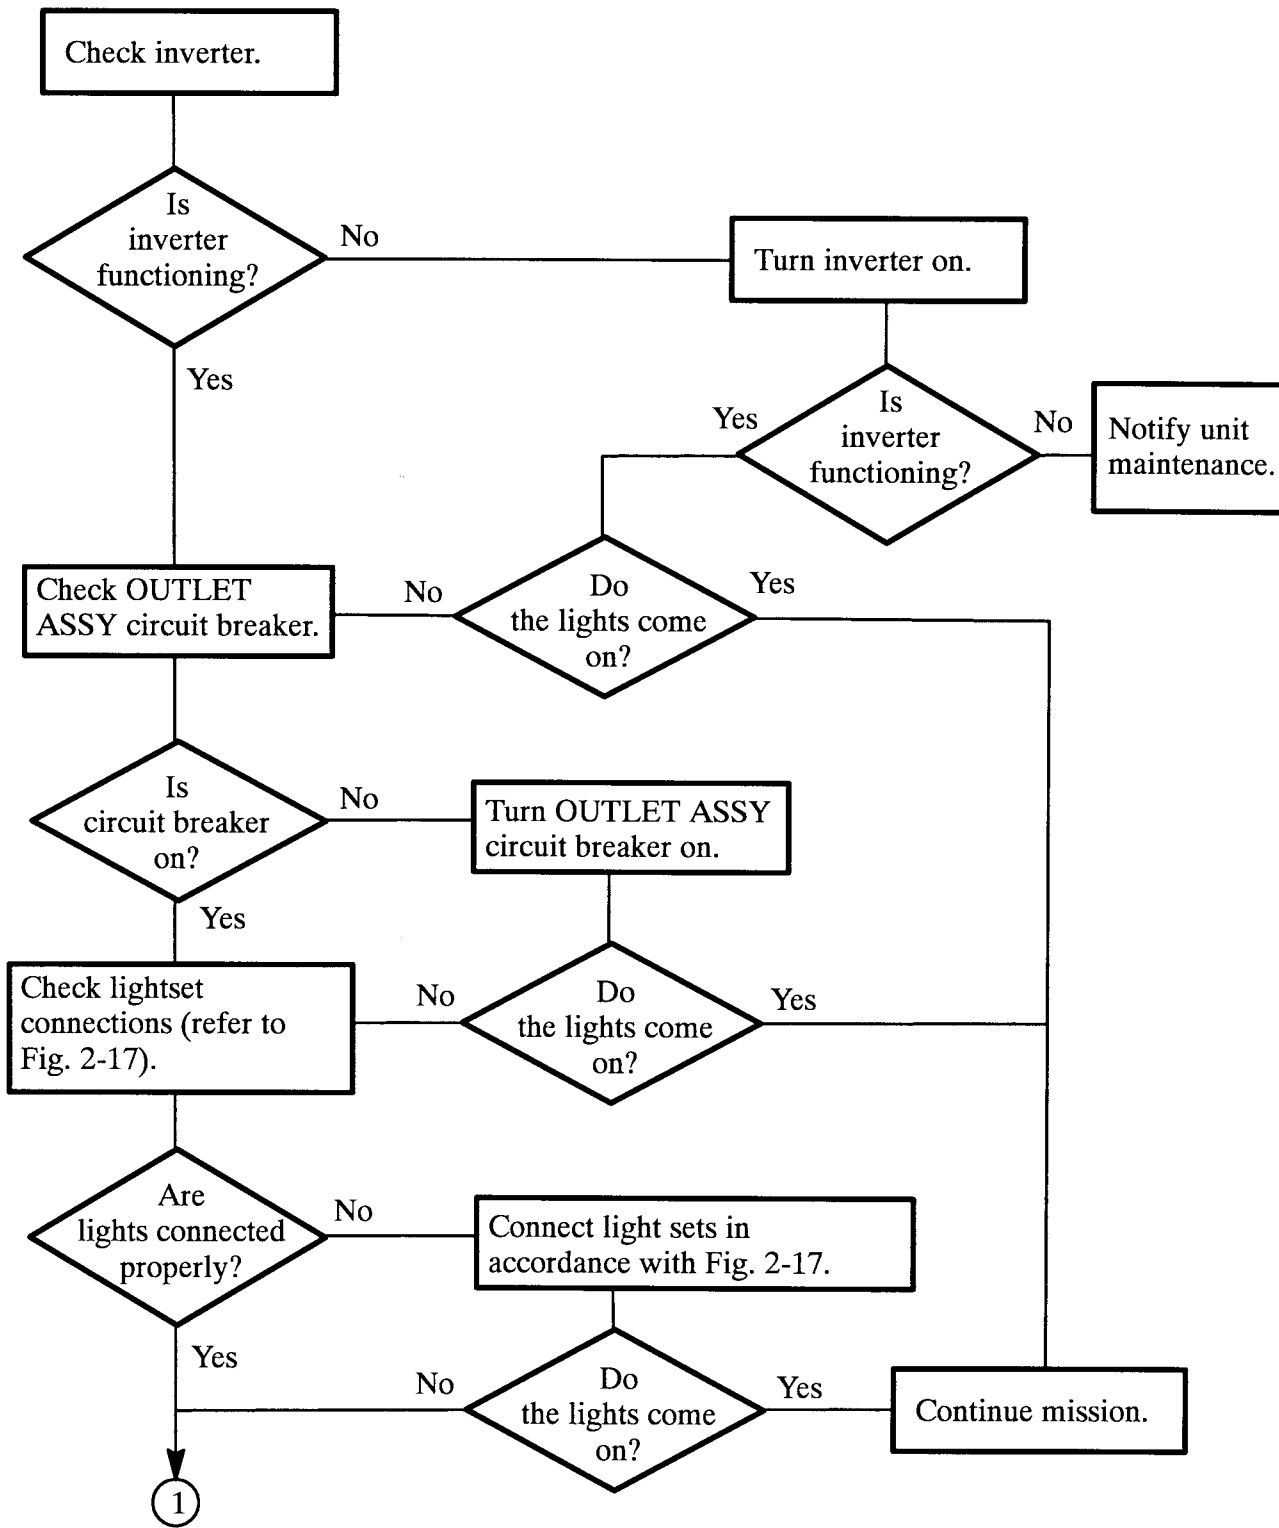 Check inverter.
Is
inverter
functioning?
No
Turn inverter on.
Yes
Is
inverter
functioning?
Yes
No
Notify unit
maintenance.
Check OUTLET
ASSY circuit breaker.
No
Do
the lights come
on?
Yes
Is
circuit breaker
on?
No
Turn OUTLET ASSY
circuit breaker on.
Yes
Check lightset
connections (refer to
Fig. 2-17).
No
Do
the lights come
on?
Yes
Are
lights connected
properly?
No
Connect light sets in
accordance with Fig. 2-17.
Yes
No
Do
the lights come
on?
Yes
Continue mission.
1